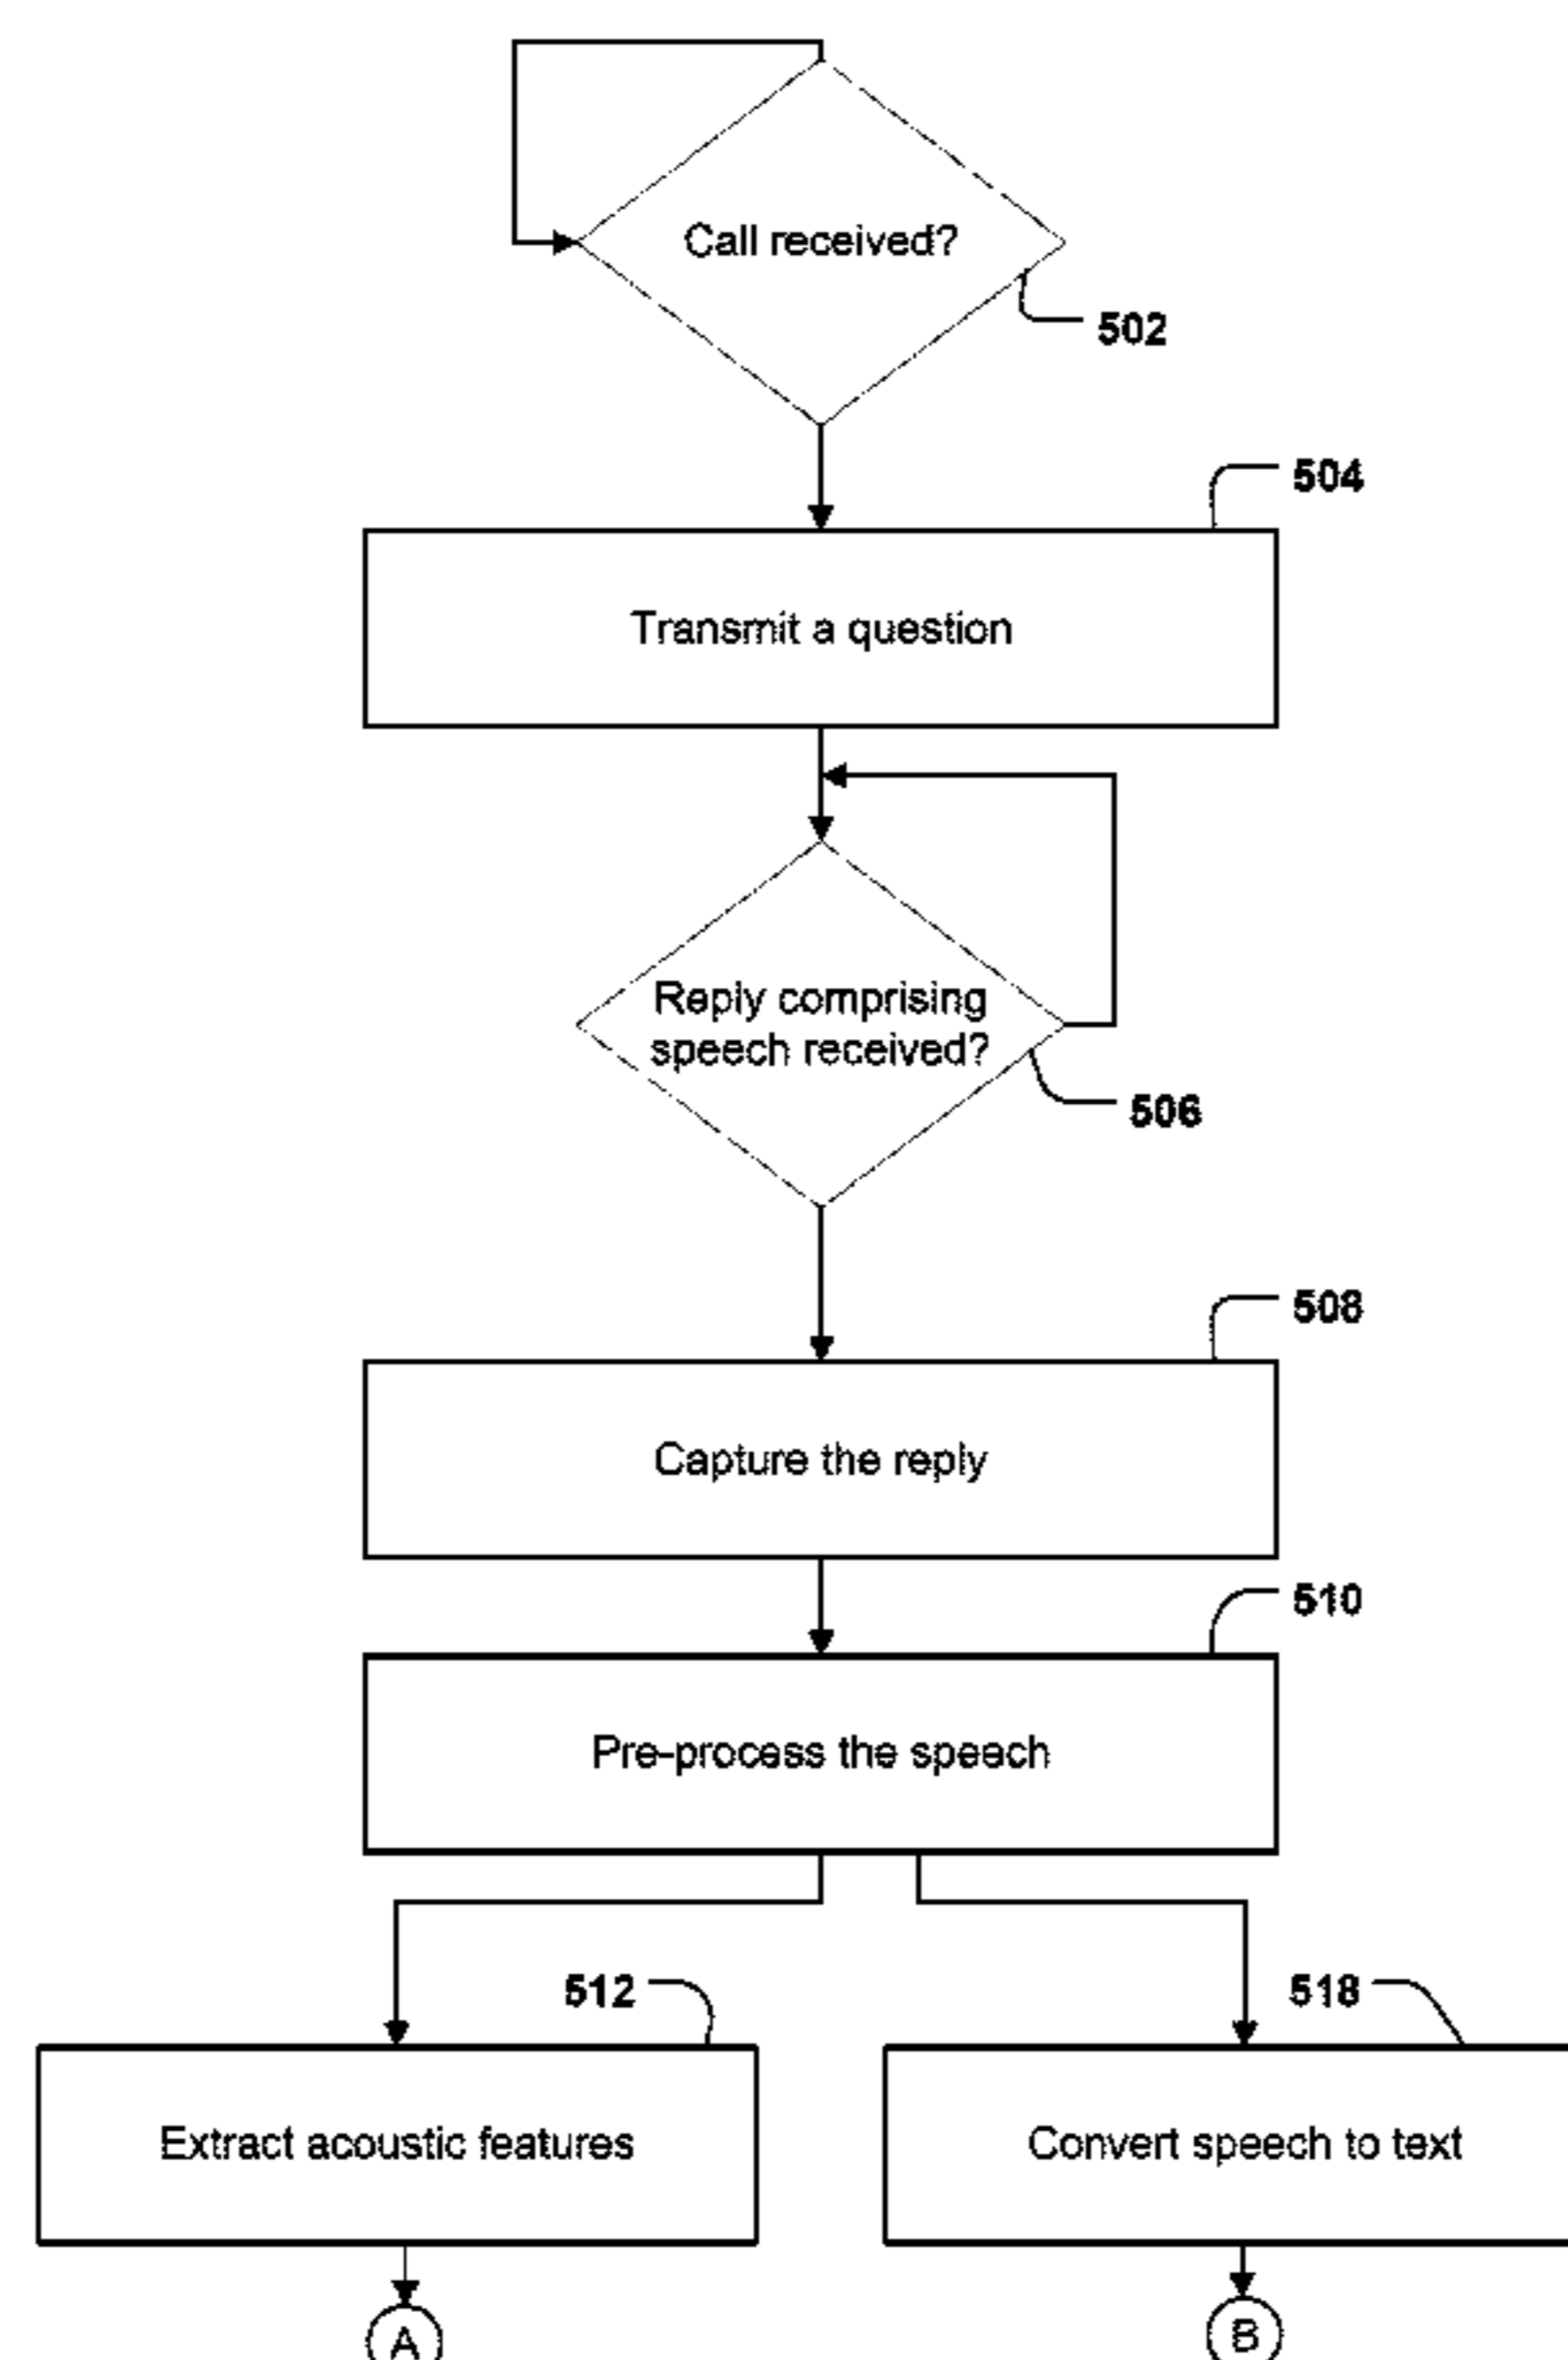 Call received?
502
504
Transmit a question
Reply comprising
speech received?
506
508
Capture the reply
510
Pre-process the speech
512
518
Extract acoustic features
Convert speech to text
A
B